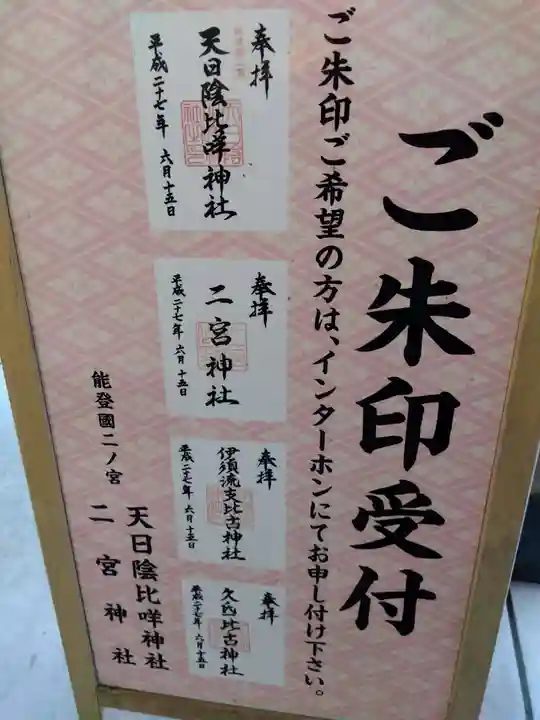 ご朱印受付
ご朱印ご希望の方は、インターホンにてお申し付け下さい。
奉拝
天日陰比咩神社
平成二十七年 六月十五日
奉拝
二宮神社
平成二十七年 六月十五日
奉拝
伊須流支比古神社
平成二十七年 六月十五日
奉拝
久氐比古神社
平成二十七年 六月十五日
能登國二ノ宮
天日陰比咩神社
二宮神社